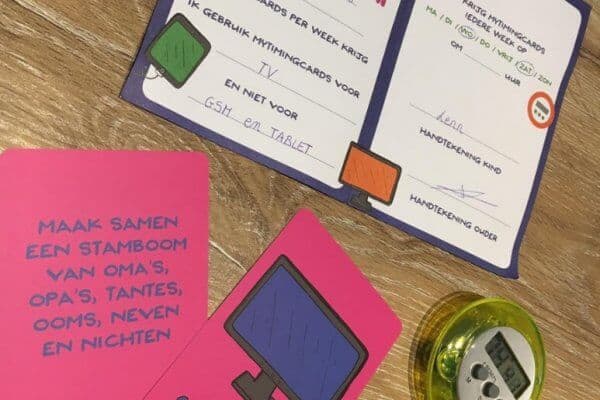 CARDS PER WEEK KRIJG
IK GEBRUIK MYTIMINGCARDS VOOR
TV
EN NIET VOOR
GSM en TABLET
KRIJG MYTIMINGCARDS
IEDERE WEEK OP
MA / DI / WO / DO / VRIJ / ZAT / ZON
OM UUR
Lenn
HANDTEKENING KIND
HANDTEKENING OUDER
MAAK SAMEN
EEN STAMBOOM
VAN OMA'S,
OPA'S, TANTES,
OOMS, NEVEN
EN NICHTEN